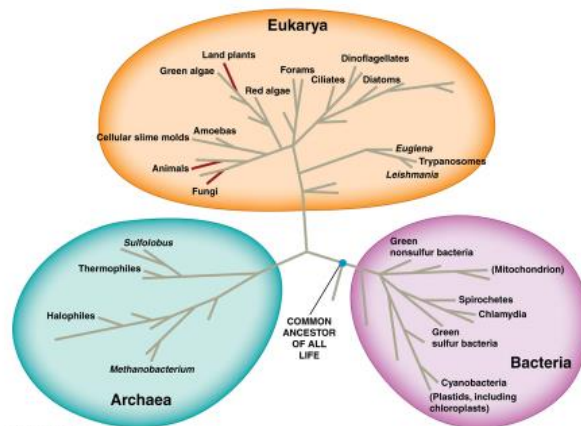 Eukarya
Land plants
Green algae
Dinoflagellates
Forams
Ciliates
Diatoms
Red algae
Amoebas
Cellular slime molds
Animals
Fungi
Euglena
Trypanosomes
Leishmania
Sulfolobus
Thermophiles
Halophiles
Methanobacterium
Archaea
COMMON
ANCESTOR
OF ALL
LIFE
Green
nonsulfur bacteria
(Mitochondrion)
Spirochetes
Chlamydia
Green
sulfur bacteria
Bacteria
Cyanobacteria
(Plastids, including
chloroplasts)